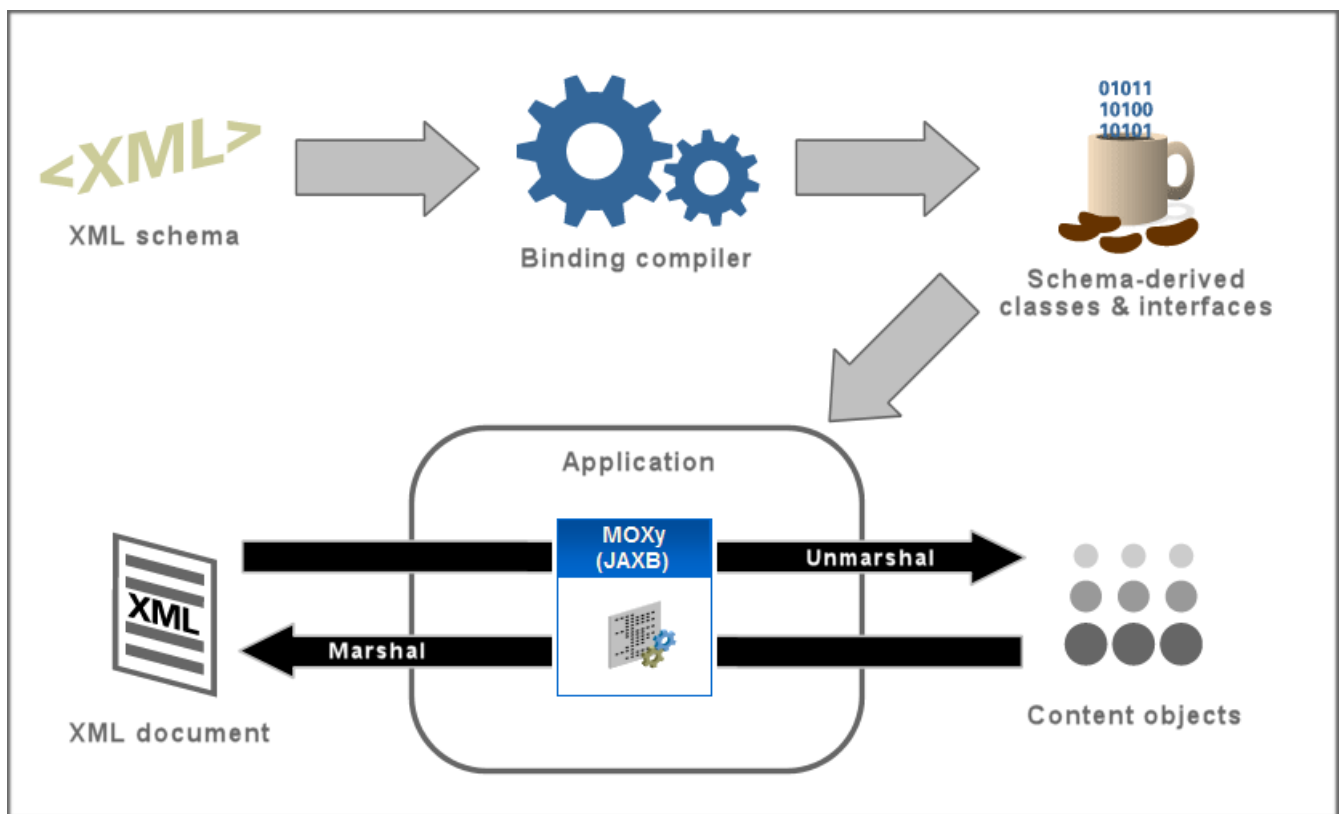 01011
10100
10101
<XML>
XML schema
Binding compiler
Schema-derived
classes & interfaces
Application
MOXy
(JAXB)
Unmarshal
XML
Marshal
XML document
Content objects